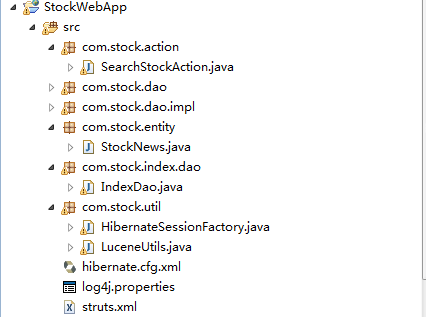 StockWebApp
src
com.stock.action
SearchStockAction.java
com.stock.dao
com.stock.dao.impl
com.stock.entity
StockNews.java
com.stock.index.dao
IndexDao.java
com.stock.util
HibernateSessionFactory.java
LuceneUtils.java
hibernate.cfg.xml
log4j.properties
struts.xml